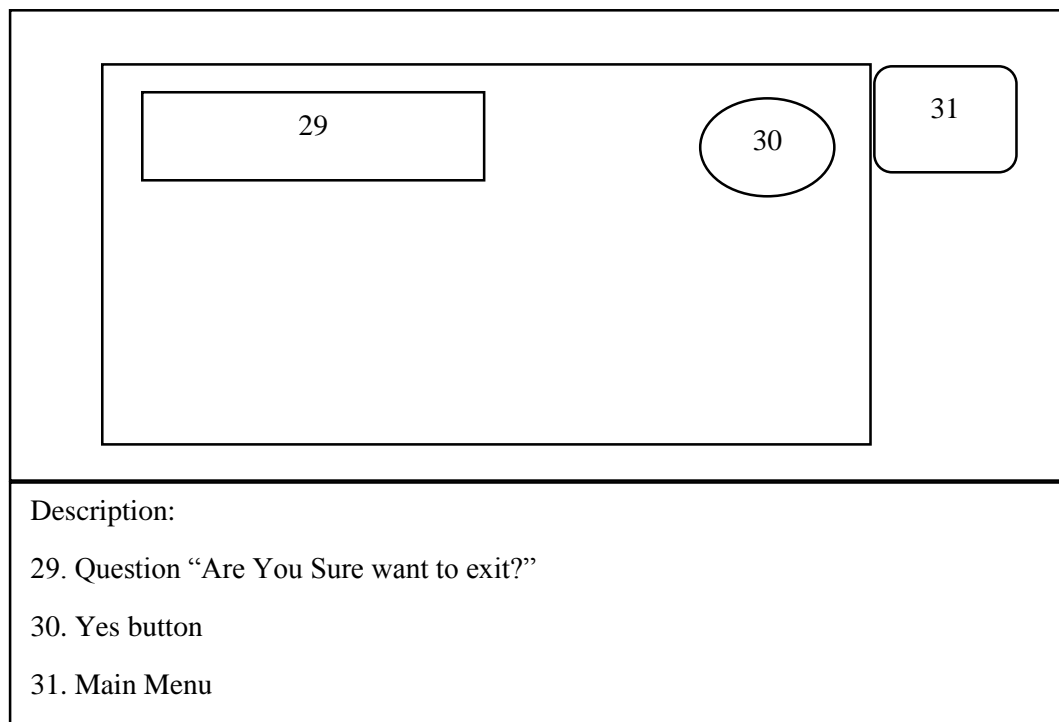 29
30
31
Description:
29. Question “Are You Sure want to exit?”
30. Yes button
31. Main Menu